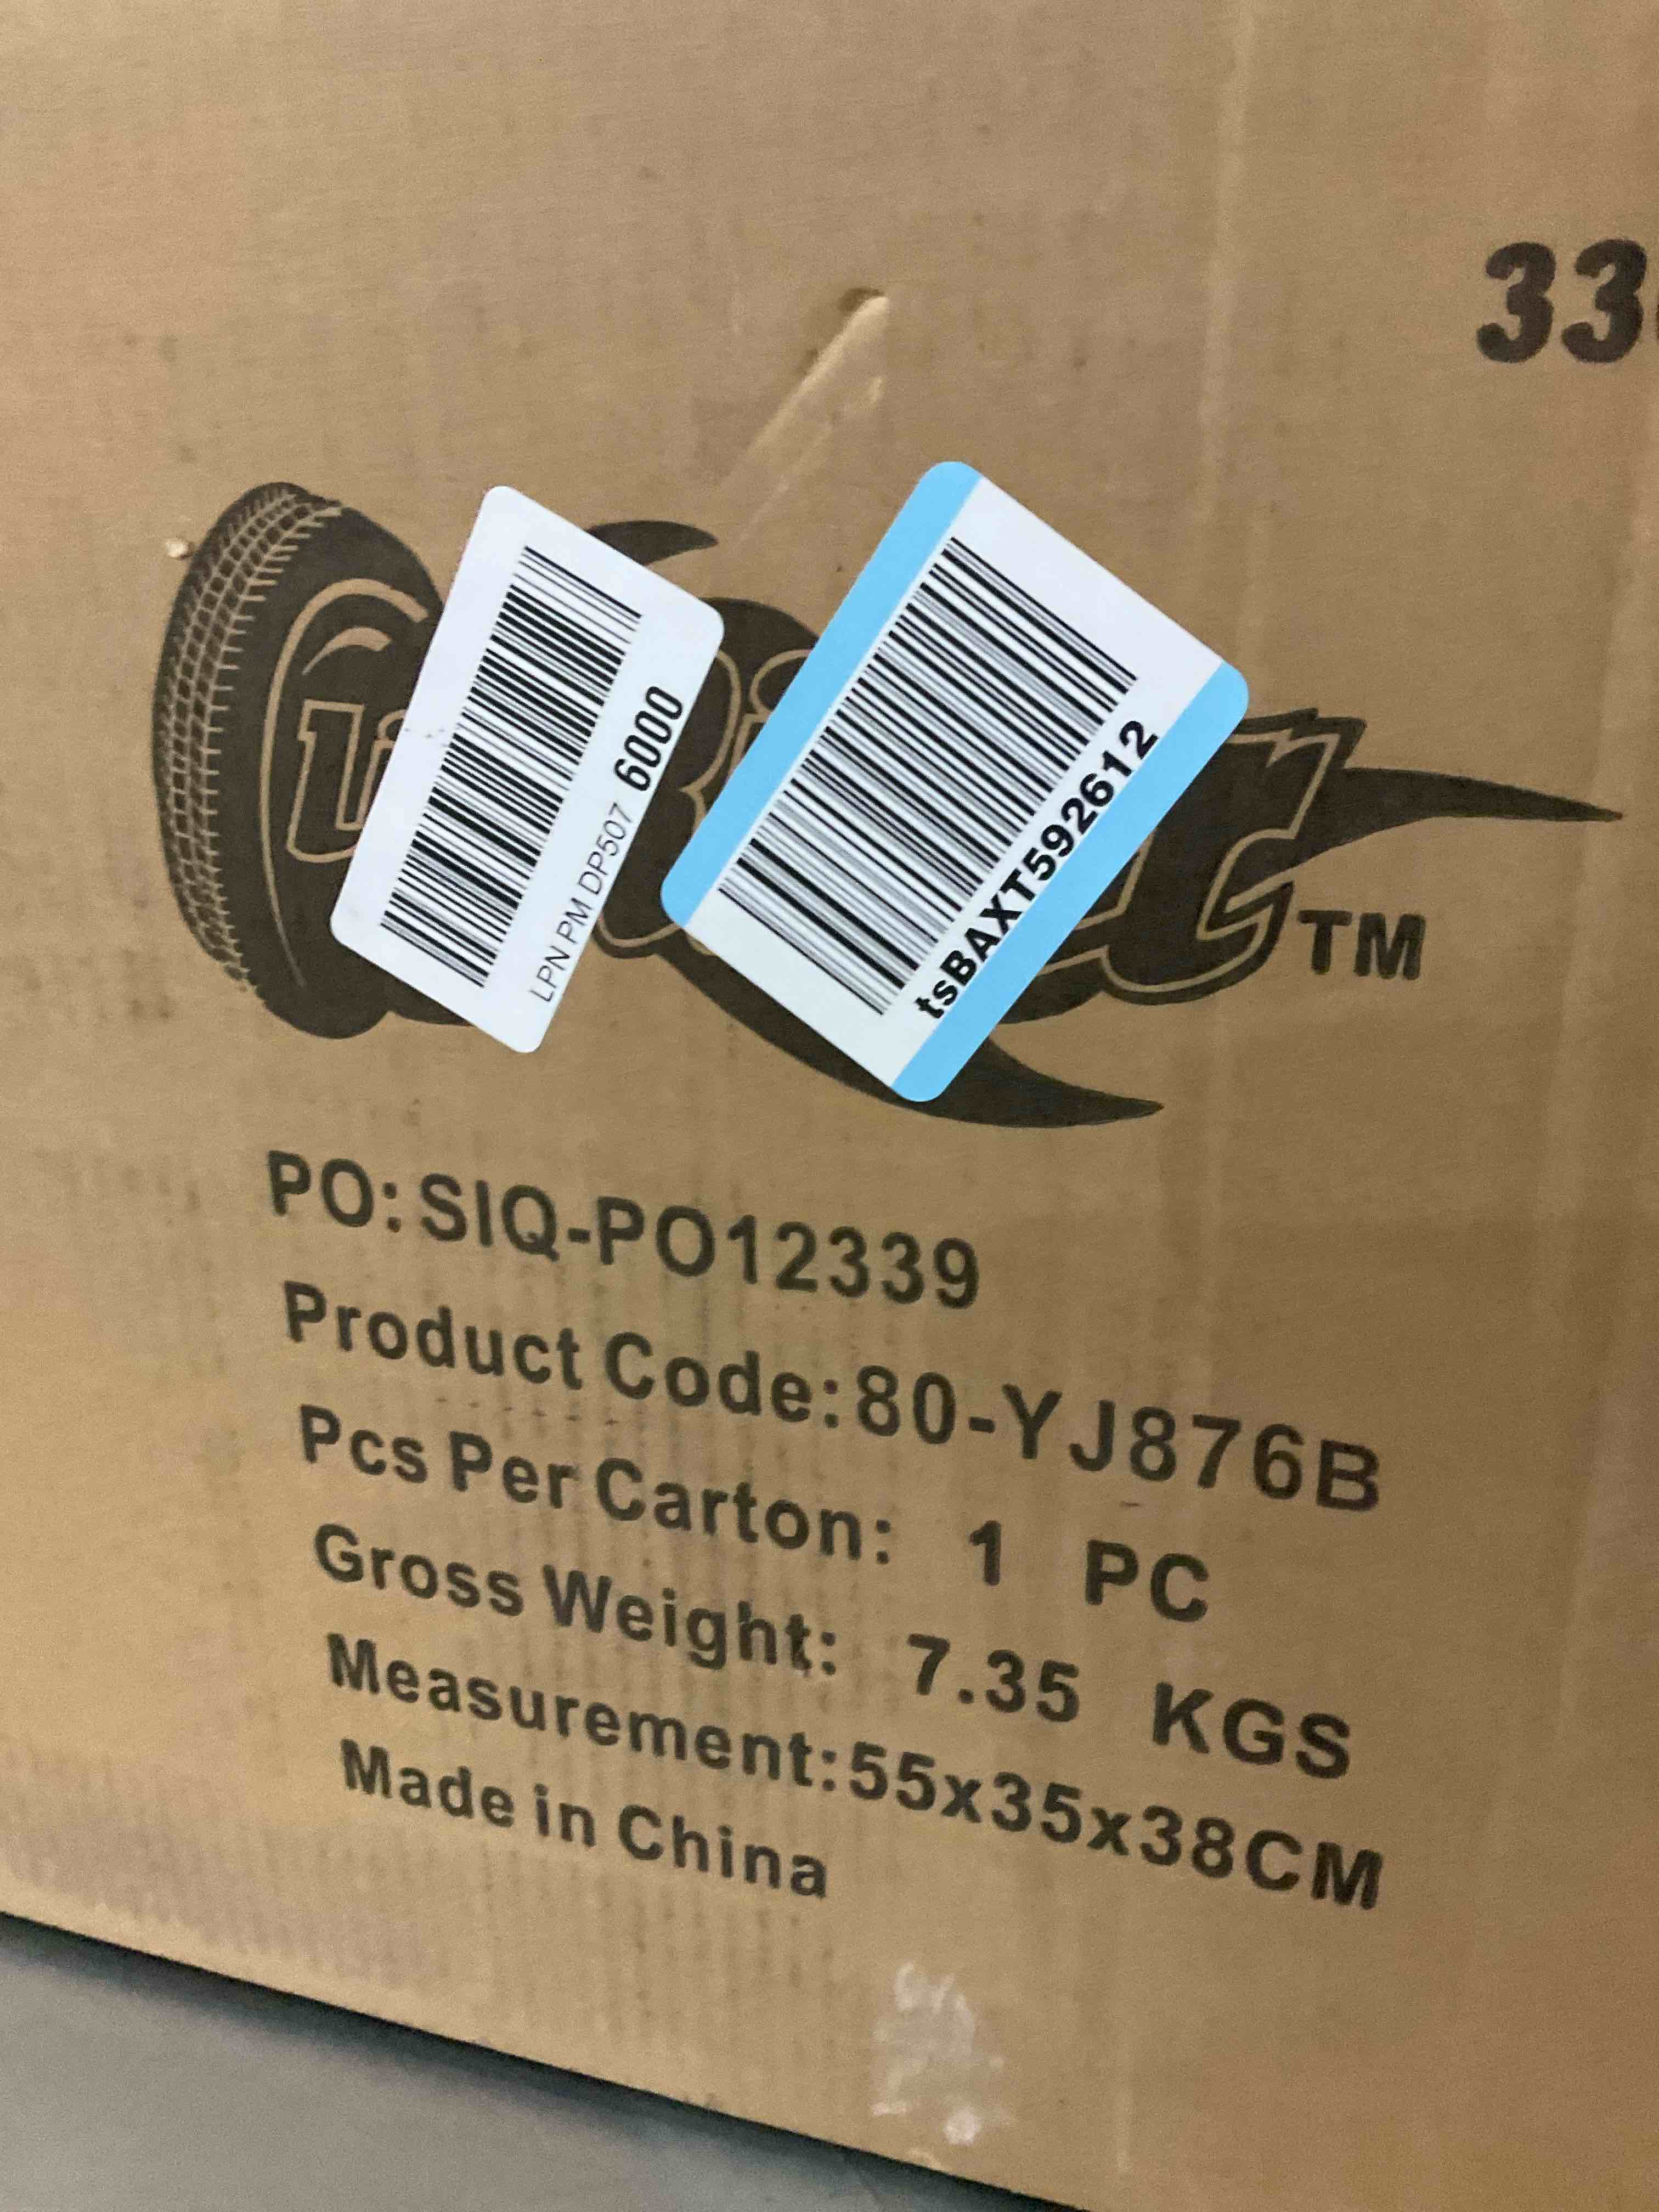 LPN PM DP507 6000
tsBAXT592612
TM
PO:SIQ-PO12339
Product Code:80-YJ876B
Pcs Per Carton: 1 PC
Gross Weight: 7.35 KGS
Measurement:55x35x38CM
Made in China